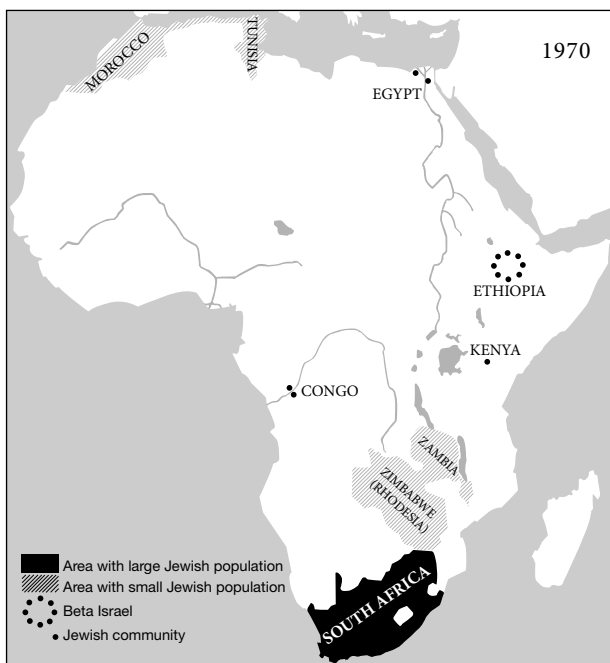 1970
MOROCCO
TUNISIA
EGYPT
ETHIOPIA
KENYA
CONGO
ZAMBIA
ZIMBABWE
(RHODESIA)
SOUTH AFRICA
Area with large Jewish population
Area with small Jewish population
Beta Israel
Jewish community